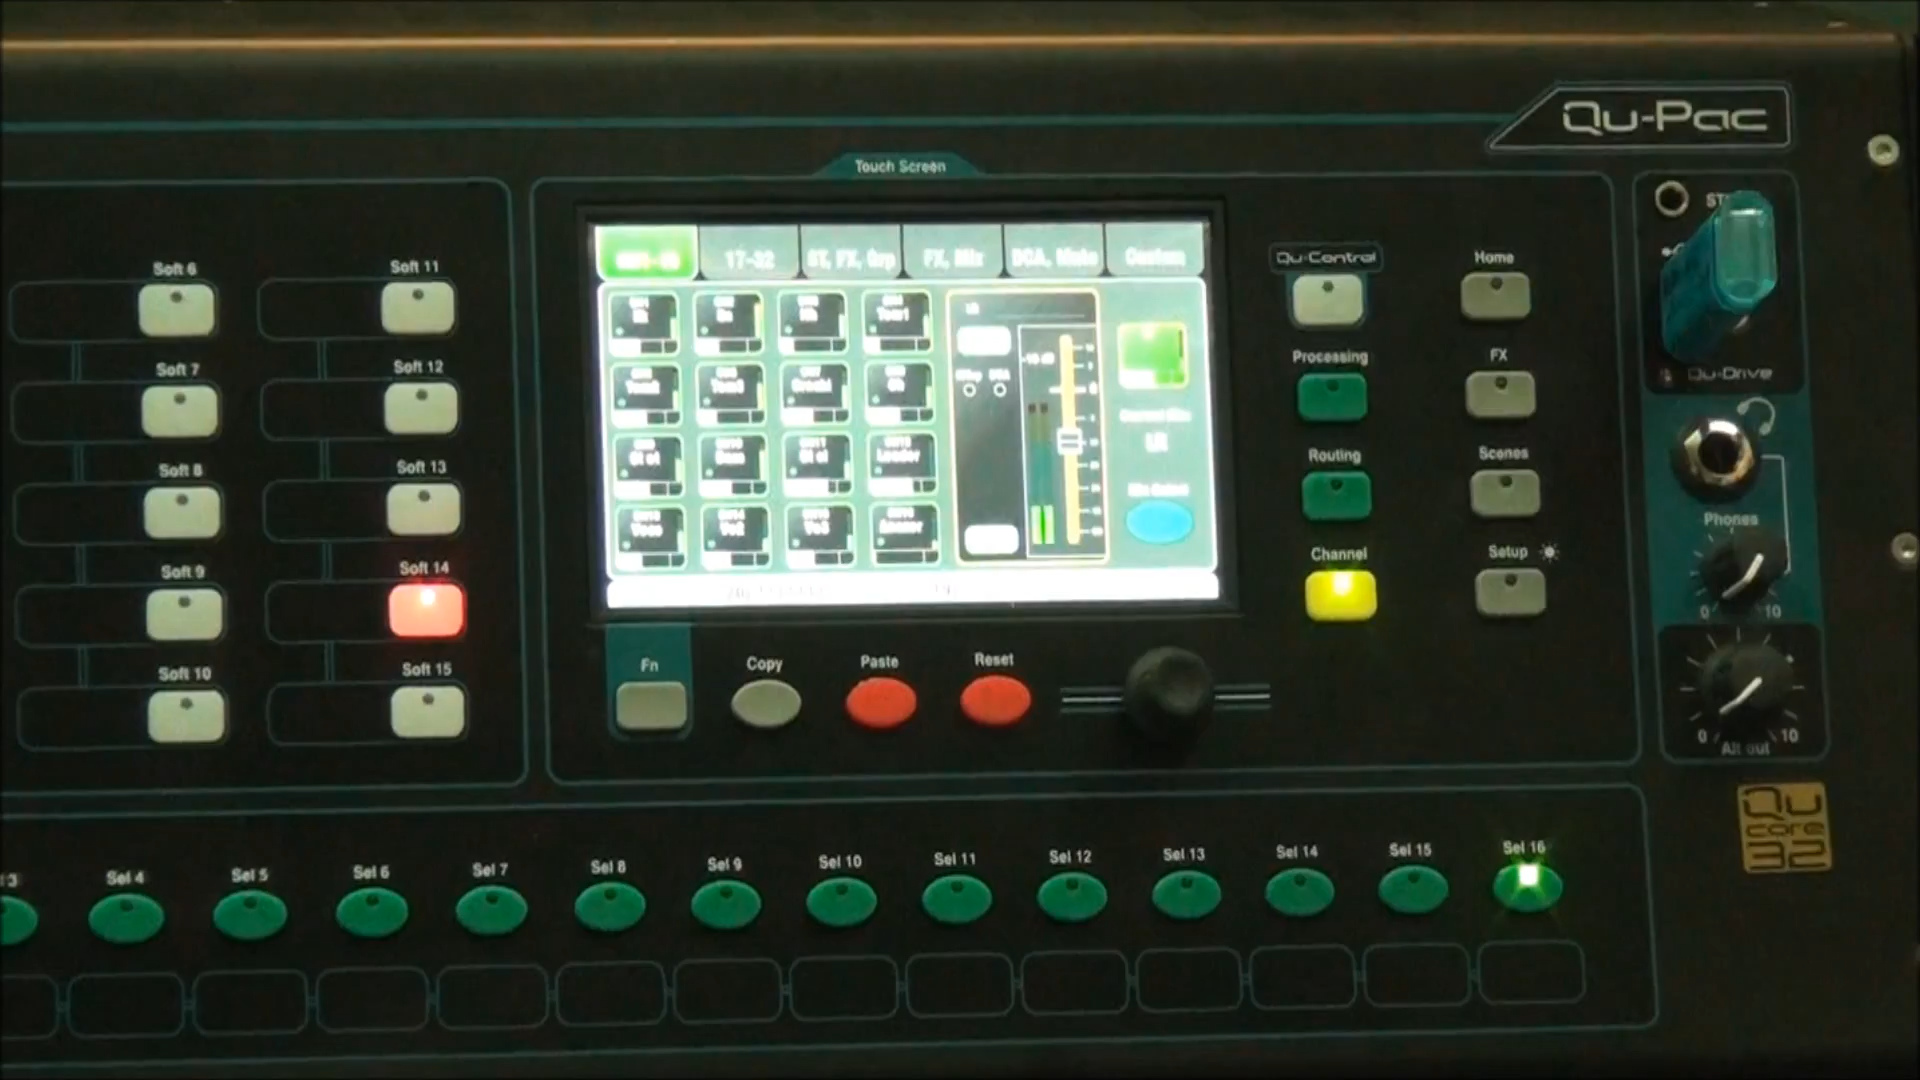 Qu-Pac
Touch Screen
Soft 6
Soft 11
Soft 7
Soft 12
Soft 8
Soft 13
Soft 9
Soft 14
Soft 10
Soft 15
17-32
ST, FX, Grp
FX, Mix
DCA, Mute
Custom
Leader
LR
Qu-Control
Home
Processing
FX
Routing
Scenes
Channel
Setup
Qu-Drive
Phones
0 10
0 10
Alt out
Fn
Copy
Paste
Reset
Qu
core
32
Sel 4
Sel 5
Sel 6
Sel 7
Sel 8
Sel 9
Sel 10
Sel 11
Sel 12
Sel 13
Sel 14
Sel 15
Sel 16